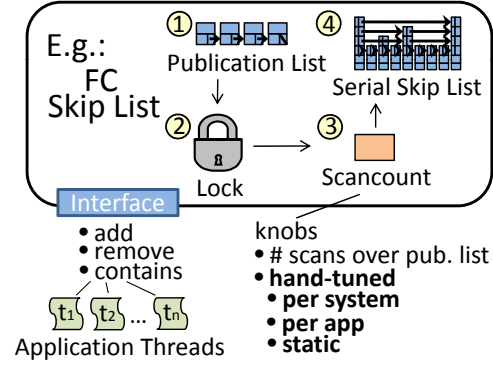 E.g.:
FC
Skip List
1
Publication List
4
Serial Skip List
2
Lock
3
Scancount
Interface
• add
• remove
• contains
t1 t2 ... tn
Application Threads
knobs
• # scans over pub. list
• hand-tuned
• per system
• per app
• static